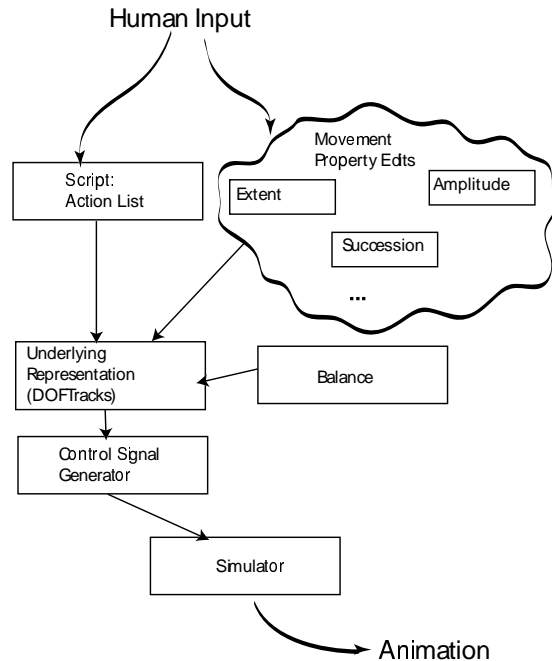 Human Input
Movement
Property Edits
Script:
Action List
Extent
Amplitude
Succession
...
Underlying
Representation
(DOFTracks)
Balance
Control Signal
Generator
Simulator
Animation